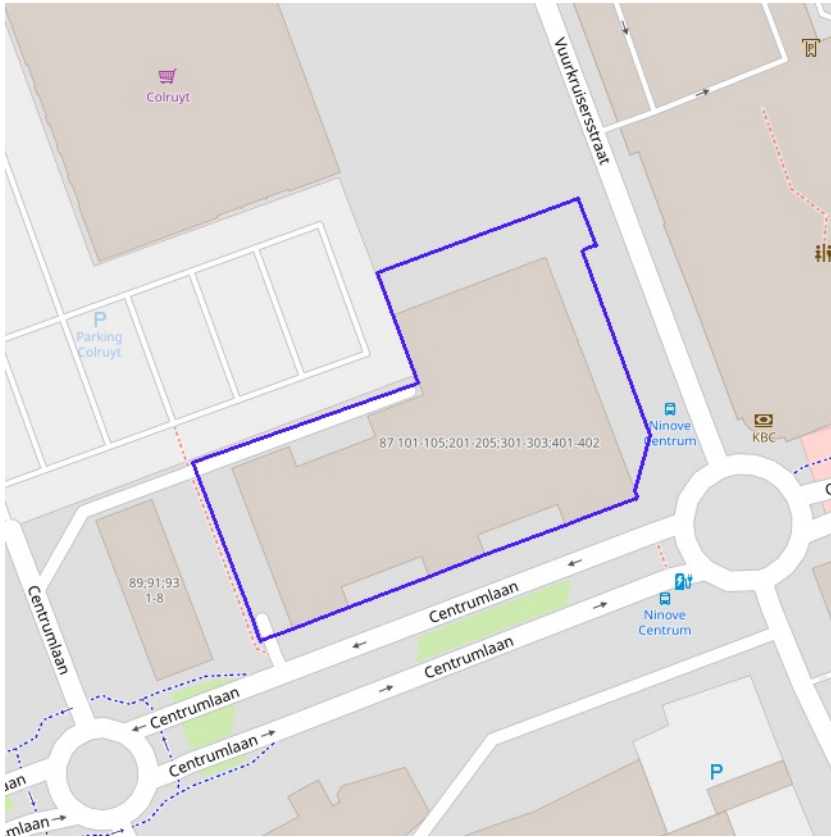 Colruyt
Vuurkruisersstraat
P
P
Parking
Colruyt
Ninove
Centrum
KBC
87 101-105;201-205;301-303;401-402
89;91;93
1-8
Centrumlaan
Centrumlaan
Centrumlaan
Ninove
Centrum
Centrumlaan
Centrumlaan
P